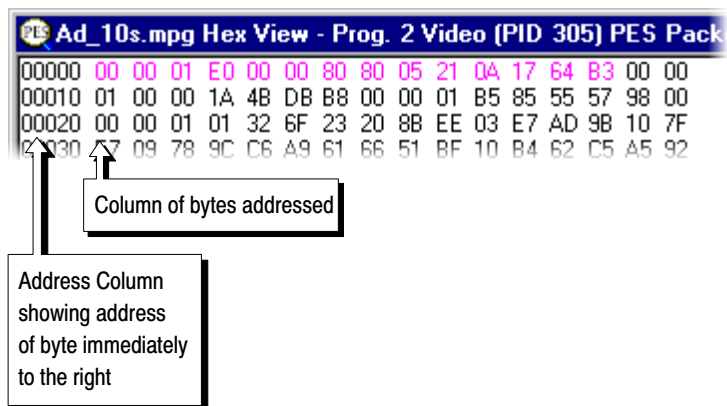 PES Ad_10s.mpg Hex View - Prog. 2 Video (PID 305) PES Pack
00000 00 00 01 E0 00 00 80 80 05 21 0A 17 64 B3 00 00
00010 01 00 00 1A 4B DB B8 00 00 01 B5 85 55 57 98 00
00020 00 00 01 01 32 6F 23 20 8B EE 03 E7 AD 9B 10 7F
09 78 9C C6 A9 61 66 51 BF 10 B4 62 C5 A5 92
Column of bytes addressed
Address Column
showing address
of byte immediately
to the right